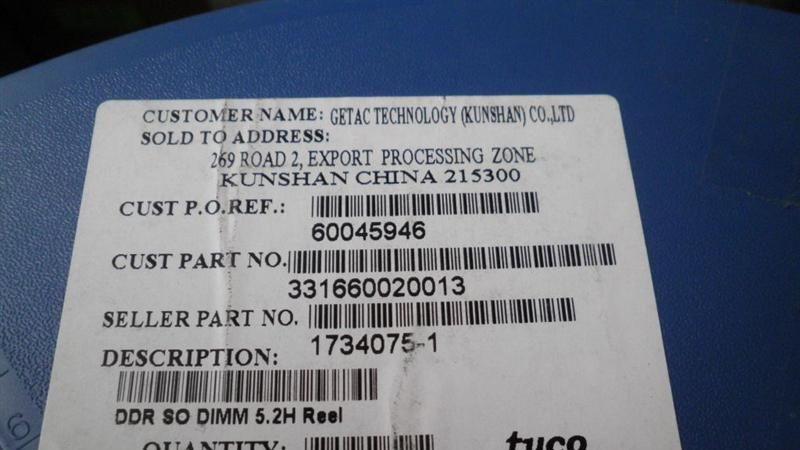 CUSTOMER NAME: GETAC TECHNOLOGY (KUNSHAN) CO.,LTD
SOLD TO ADDRESS:
269 ROAD 2, EXPORT PROCESSING ZONE
KUNSHAN CHINA 215300
CUST P.O.REF.:
60045946
CUST PART NO.
331660020013
SELLER PART NO.
1734075-1
DESCRIPTION:
DDR SO DIMM 5.2H Reel
QUANTITY:
tyco